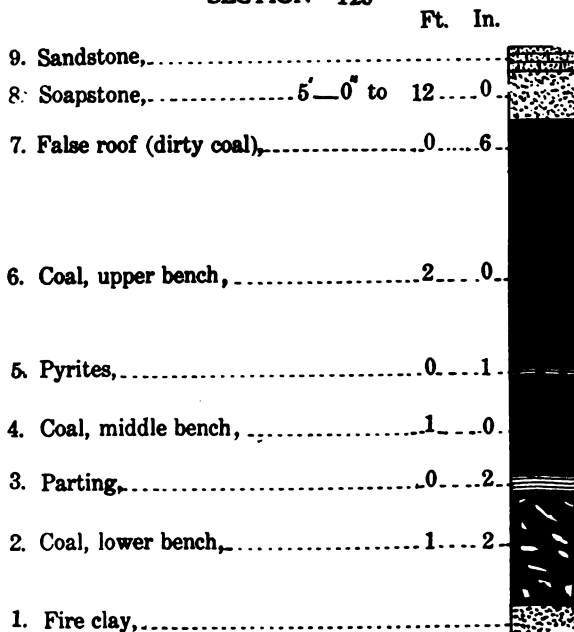 Ft. In.
9. Sandstone,
8. Soapstone, 5'—0" to 12 0
7. False roof (dirty coal), 0 6
6. Coal, upper bench, 2 0
5. Pyrites, 0 1
4. Coal, middle bench, 1 0
3. Parting, 0 2
2. Coal, lower bench, 1 2
1. Fire clay,